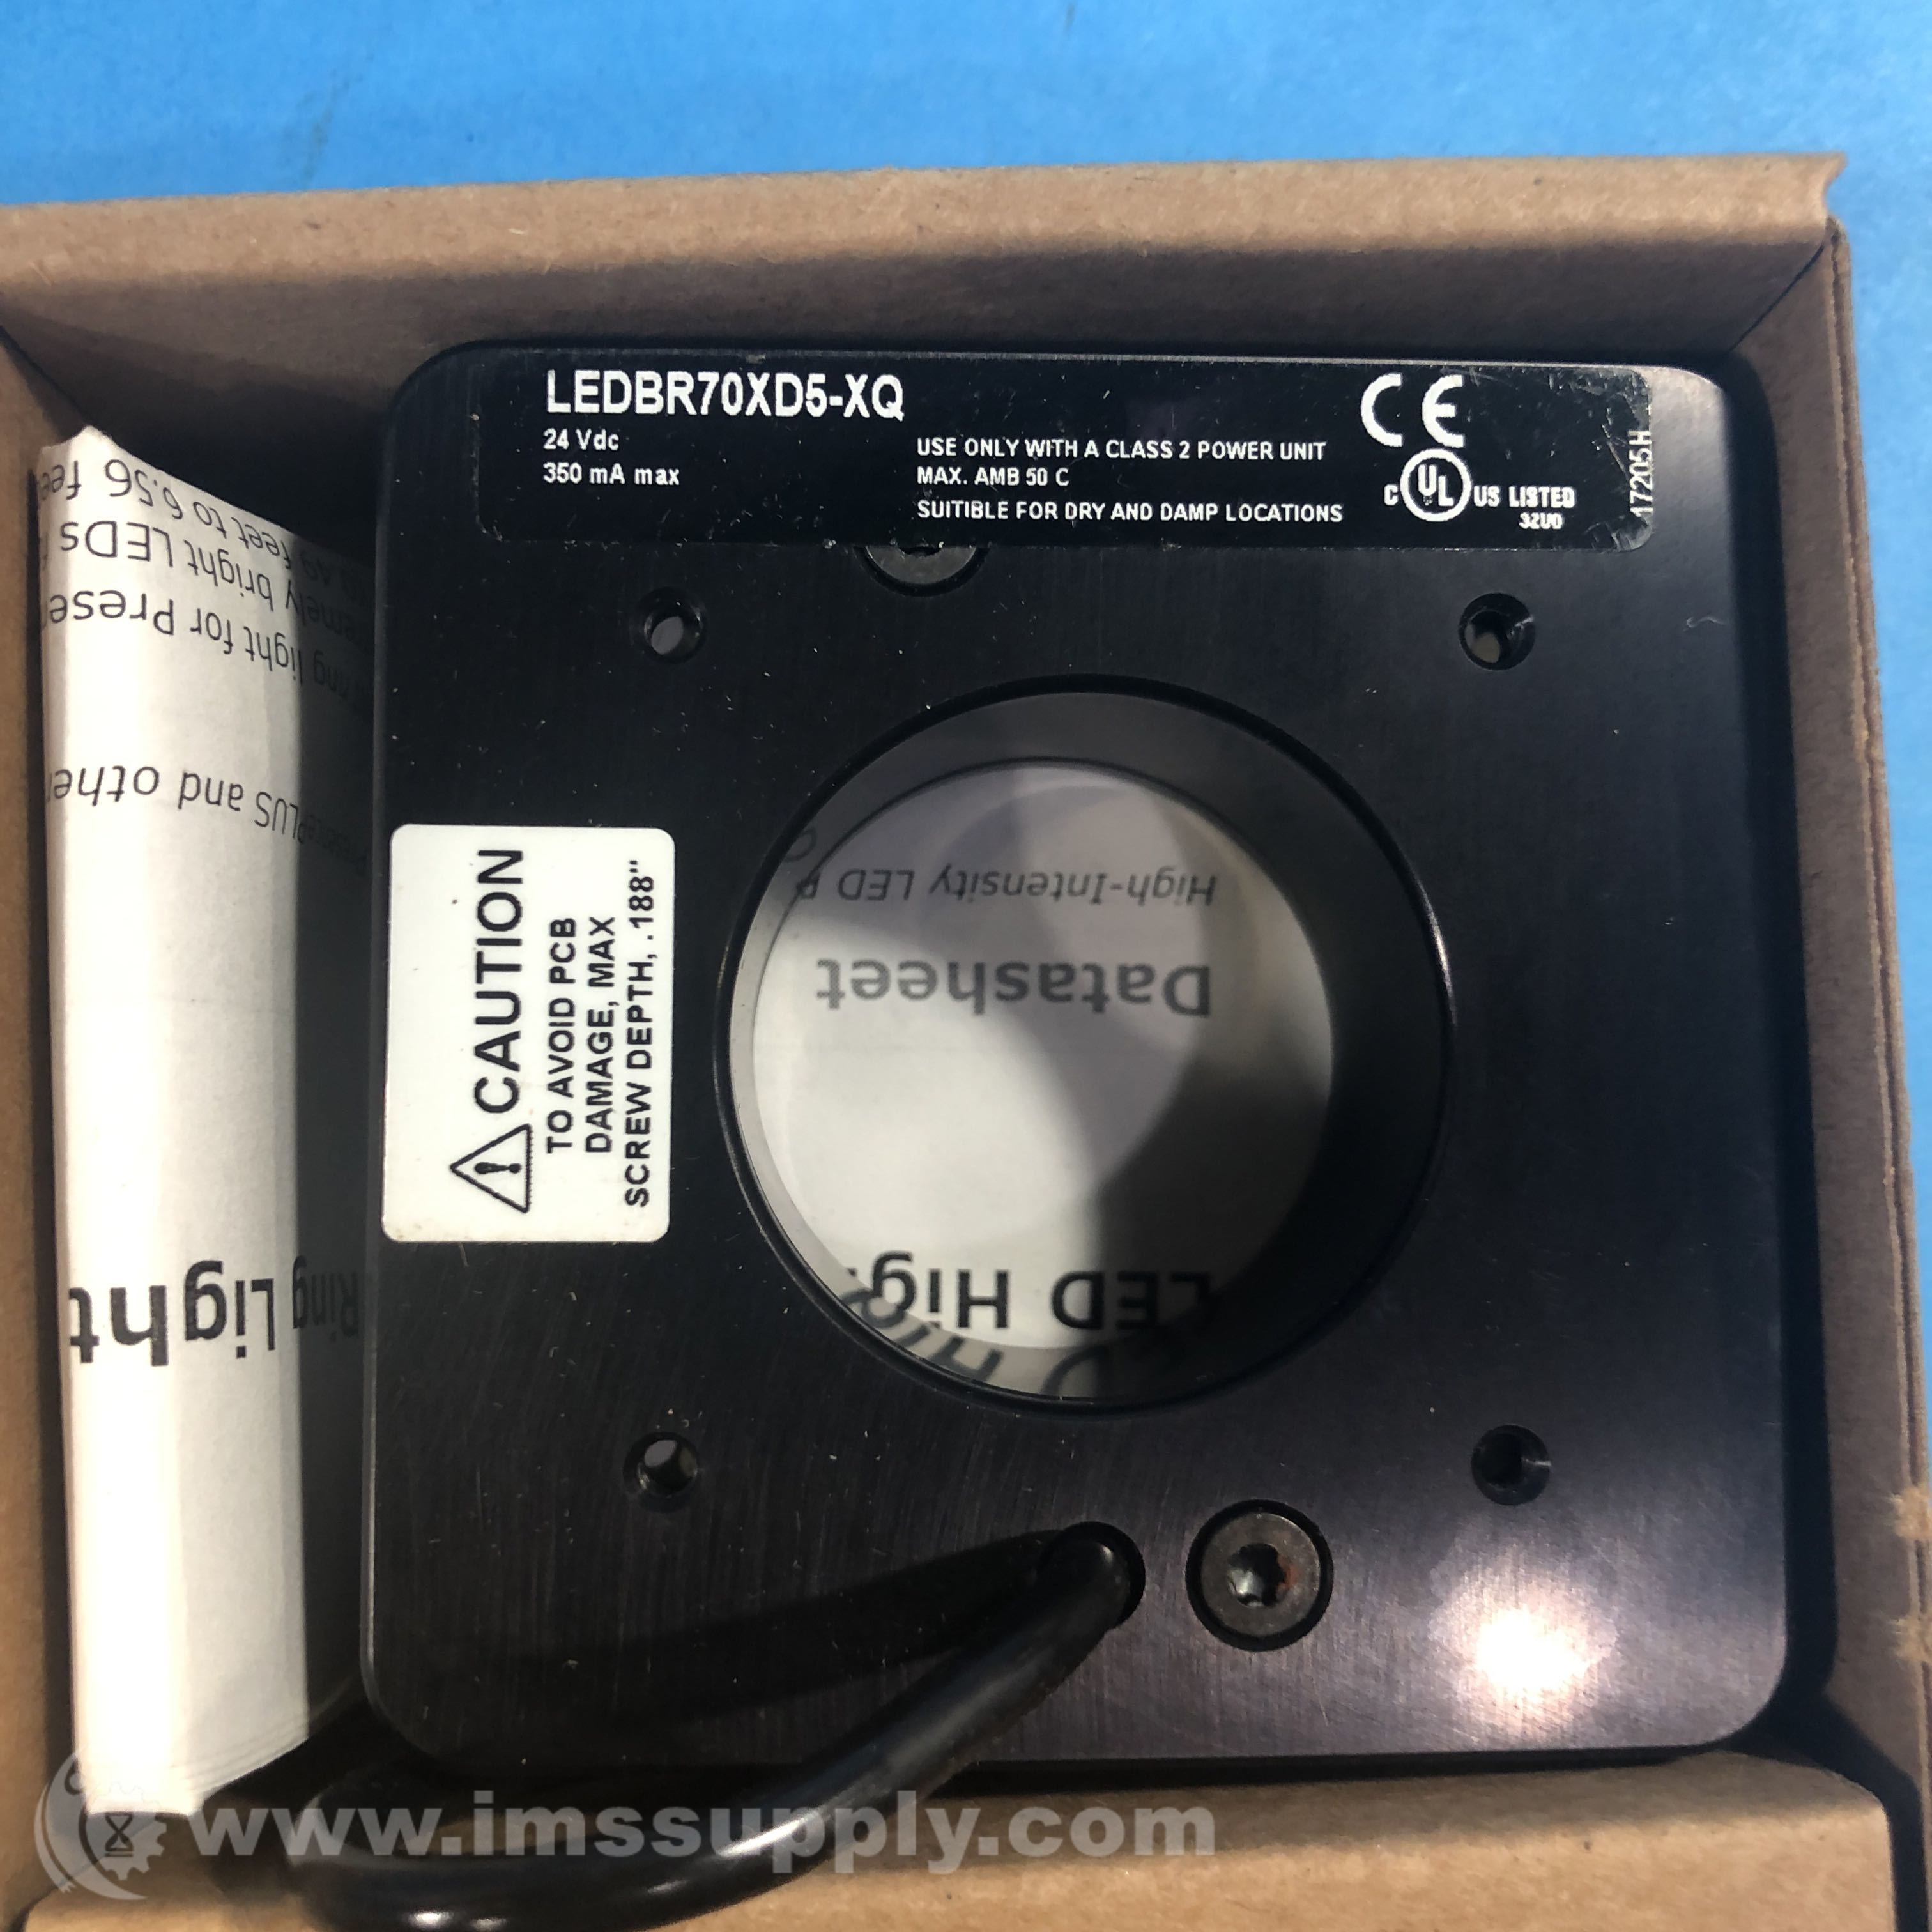 LEDBR70XD5-XQ
24 Vdc
350 mA max
USE ONLY WITH A CLASS 2 POWER UNIT
MAX. AMB 50 C
SUITIBLE FOR DRY AND DAMP LOCATIONS
CE
C UL US LISTED
32U0
17205.H
CAUTION
TO AVOID PCB
DAMAGE, MAX
SCREW DEPTH, .188"
LED Hig
Datasheet
High-Intensity LED
Ring Light
PLUS and othe
ring light for Prese
bright LEDs
feet to 6.56 fee
www.imssupply.com